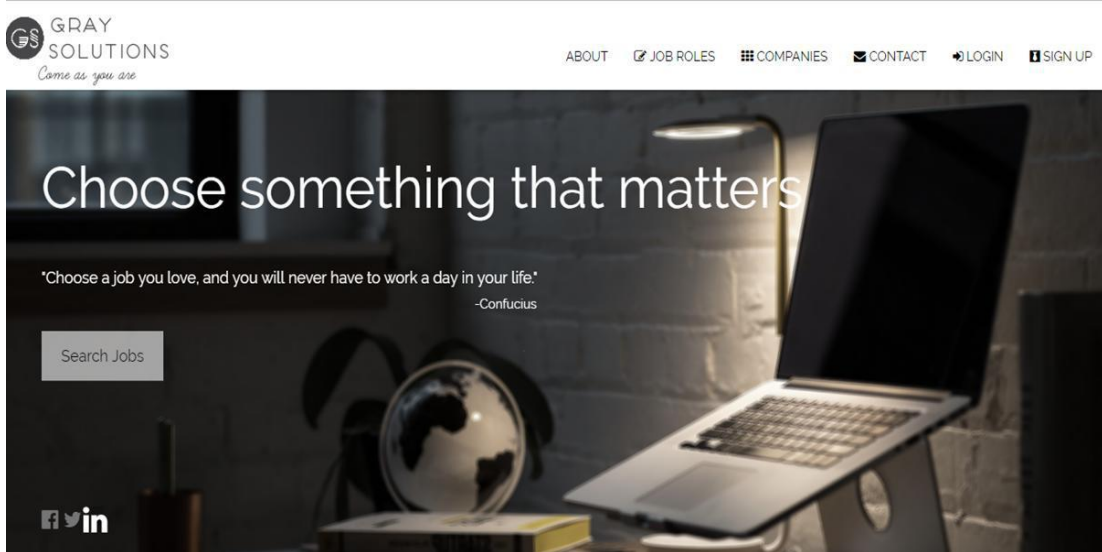 GS
GRAY
SOLUTIONS
Come as you are
ABOUT JOB ROLES COMPANIES CONTACT LOGIN SIGN UP
Choose something that matters
"Choose a job you love, and you will never have to work a day in your life."
-Confucius
Search Jobs